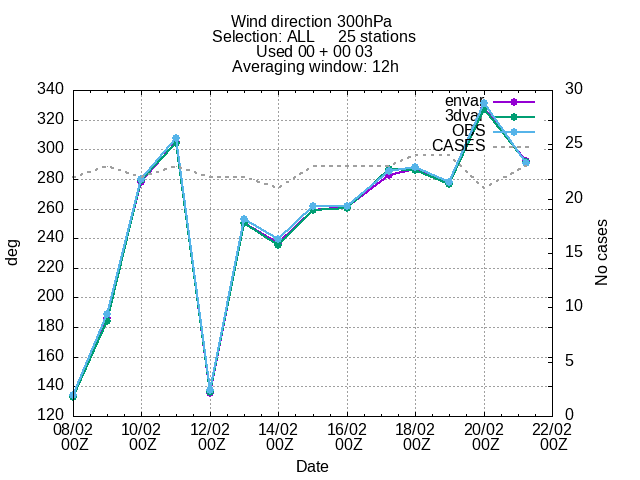 Wind direction 300hPa
Selection: ALL 25 stations
Used 00 + 00 03
Averaging window: 12h
340
320
300
280
260
240
220
200
180
160
140
120
deg
30
25
20
15
10
5
0
No cases
envar
3dvar
OBS
CASES
08/02 10/02 12/02 14/02 16/02 18/02 20/02 22/02
00Z 00Z 00Z 00Z 00Z 00Z 00Z 00Z
Date